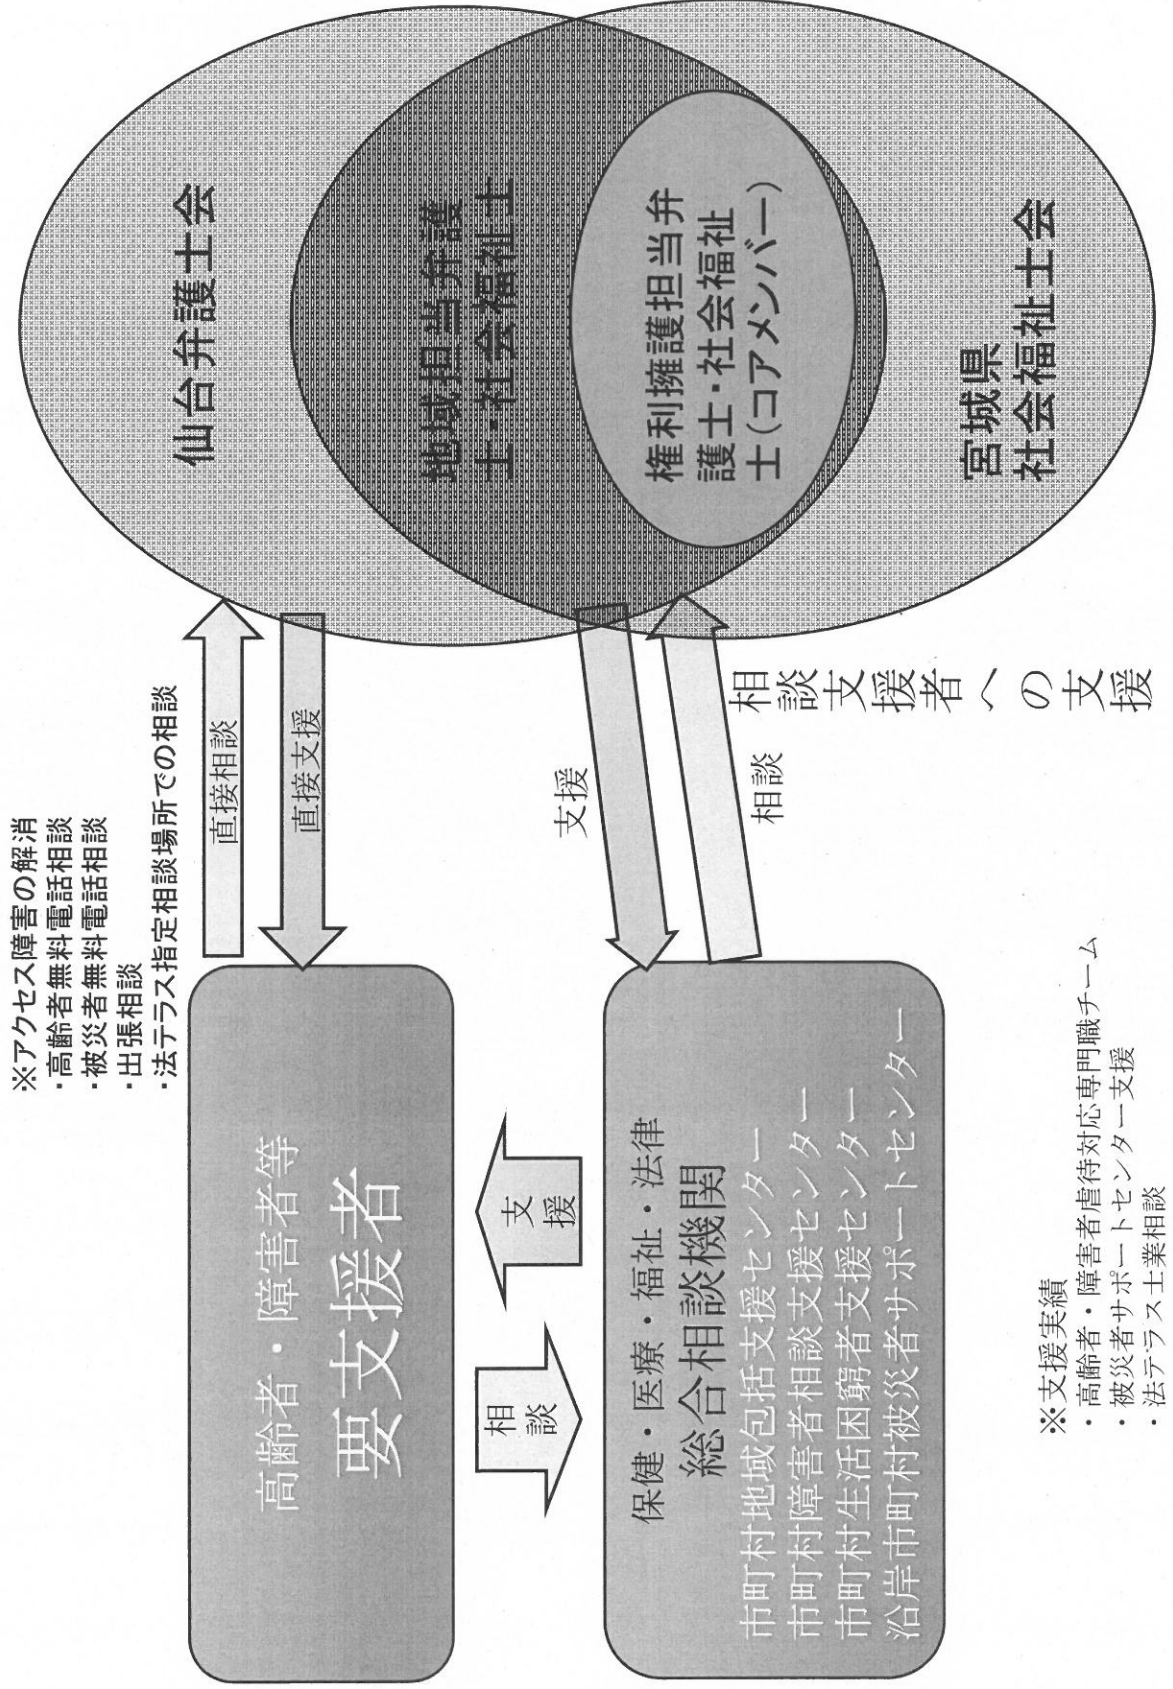 ※アクセス障害の解消
・高齢者無料電話相談
・被災者無料電話相談
・出張相談
・法テラス指定相談場所での相談
高齢者・障害者等
要支援者
直接相談
直接支援
仙台弁護士会
地域担当弁護
士・社会福祉士
権利擁護担当弁
護士・社会福祉
士(コアメンバー)
宮城県
社会福祉士会
相談
支援
支援
相談
相談支援者への支援
保健・医療・福祉・法律
総合相談機関
市町村地域包括支援センター
市町村障害者相談支援センター
市町村生活困窮者支援センター
沿岸市町村被災者サポートセンター
※支援実績
・高齢者・障害者虐待対応専門職チーム
・被災者サポートセンター支援
・法テラス士業相談